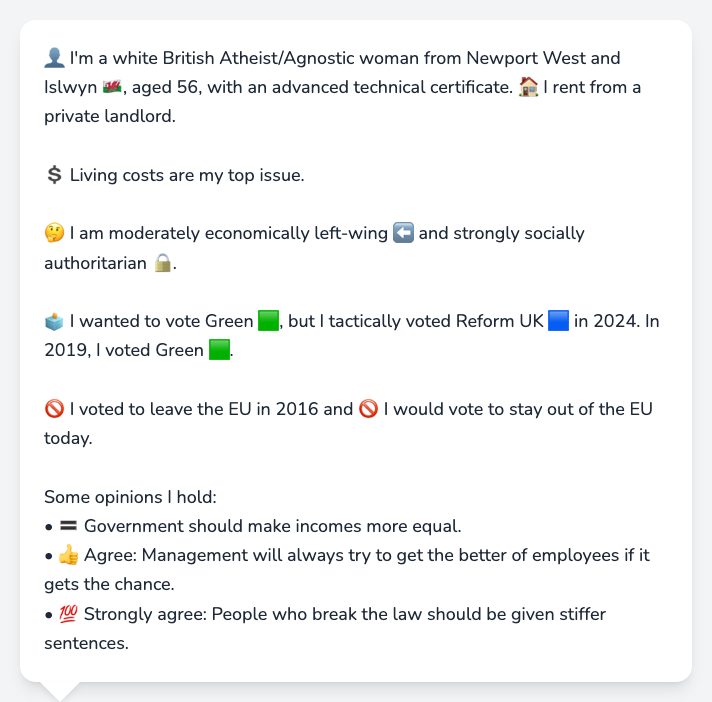 👤 I'm a white British Atheist/Agnostic woman from Newport West and
Islwyn 🏴󠁧󠁢󠁷󠁬󠁳󠁿, aged 56, with an advanced technical certificate. 🏠 I rent from a
private landlord.
💲 Living costs are my top issue.
🤔 I am moderately economically left-wing ⬅️ and strongly socially
authoritarian 🔒.
🗳️ I wanted to vote Green 🟩, but I tactically voted Reform UK 🟦 in 2024. In
2019, I voted Green 🟩.
🚫 I voted to leave the EU in 2016 and 🚫 I would vote to stay out of the EU
today.
Some opinions I hold:
• 🟰 Government should make incomes more equal.
• 👍 Agree: Management will always try to get the better of employees if it
gets the chance.
• 💯 Strongly agree: People who break the law should be given stiffer
sentences.